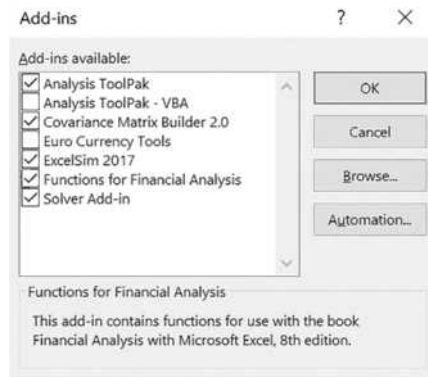 Add-ins ? ×
Add-ins available:
Analysis ToolPak
Analysis ToolPak - VBA
Covariance Matrix Builder 2.0
Euro Currency Tools
ExcelSim 2017
Functions for Financial Analysis
Solver Add-in
OK
Cancel
Browse...
Automation...
Functions for Financial Analysis
This add-in contains functions for use with the book
Financial Analysis with Microsoft Excel, 8th edition.